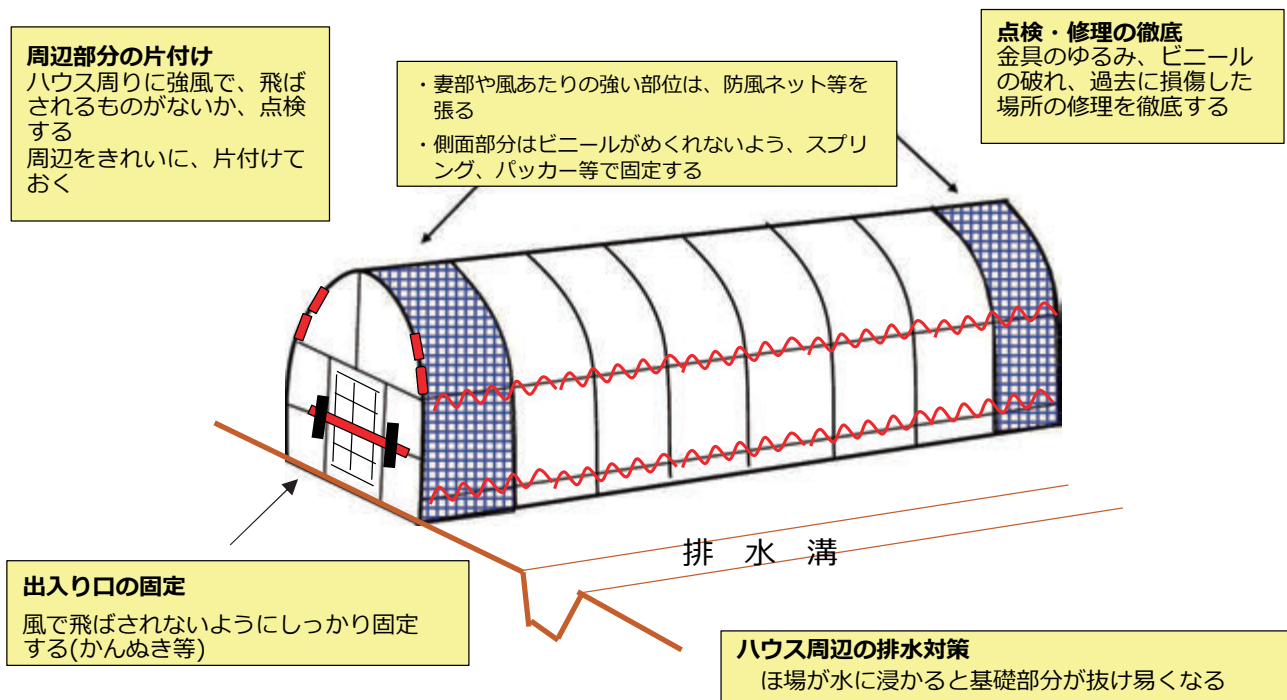 周辺部分の片付け
ハウス周りに強風で、飛ば
されるものがないか、点検
する
周辺をきれいに、片付けて
おく
・妻部や風あたりの強い部位は、防風ネット等を
張る
・側面部分はビニールがめくれないよう、スプリ
ング、パッカー等で固定する
点検・修理の徹底
金具のゆるみ、ビニール
の破れ、過去に損傷した
場所の修理を徹底する
排 水 溝
出入り口の固定
風で飛ばされないようにしっかり固定
する(かんぬき等)
ハウス周辺の排水対策
ほ場が水に浸かると基礎部分が抜け易くなる